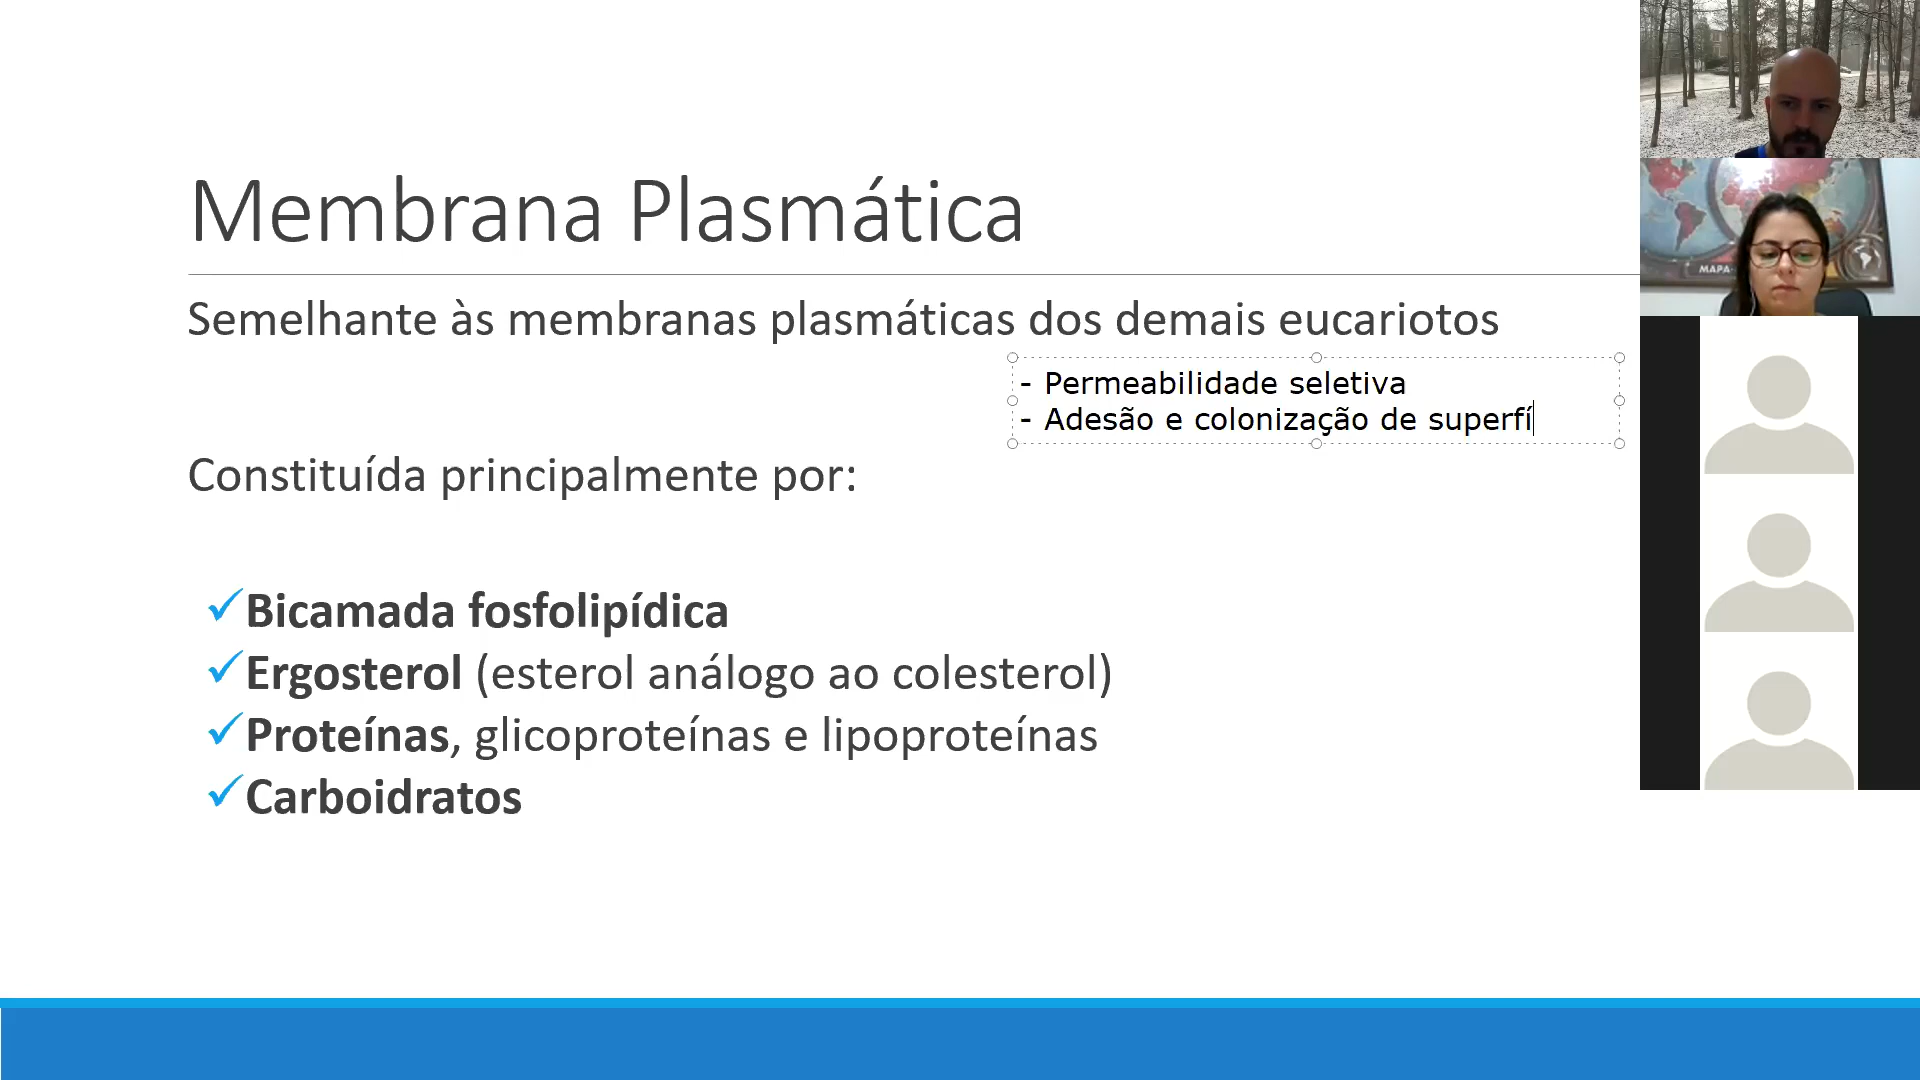 Membrana Plasmática
Semelhante às membranas plasmáticas dos demais eucariotos
- Permeabilidade seletiva
- Adesão e colonização de superfí
Constituída principalmente por:
Bicamada fosfolipídica
Ergosterol (esterol análogo ao colesterol)
Proteínas, glicoproteínas e lipoproteínas
Carboidratos
MAPA